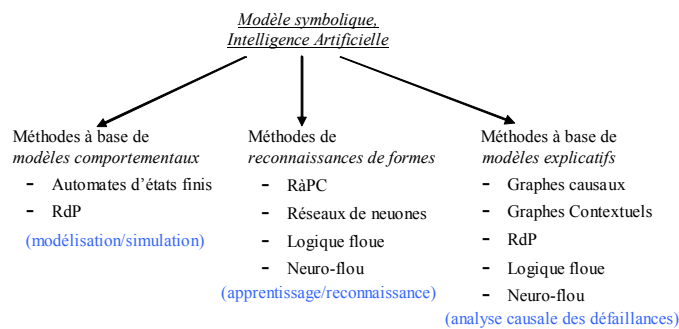 Modèle symbolique,
Intelligence Artificielle
Méthodes à base de
modèles comportementaux
- Automates d'états finis
- RdP
(modélisation/simulation)
Méthodes de
reconnaissances de formes
- RàPC
- Réseaux de neuones
- Logique floue
- Neuro-flou
(apprentissage/reconnaissance)
Méthodes à base de
modèles explicatifs
- Graphes causaux
- Graphes Contextuels
- RdP
- Logique floue
- Neuro-flou
(analyse causale des défaillances)